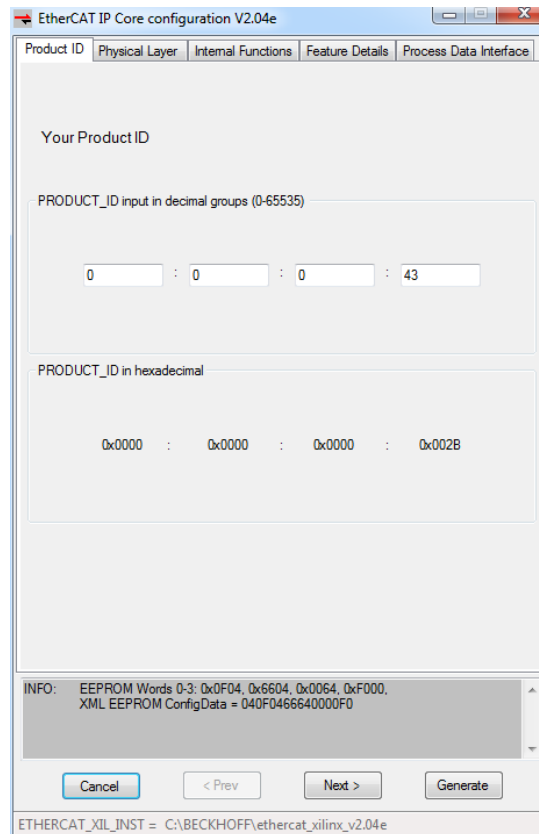 EtherCAT IP Core configuration V2.04e
Product ID Physical Layer Internal Functions Feature Details Process Data Interface
Your Product ID
PRODUCT_ID input in decimal groups (0-65535)
0 : 0 : 0 : 43
PRODUCT_ID in hexadecimal
0x0000 : 0x0000 : 0x0000 : 0x002B
INFO: EEPROM Words 0-3: 0x0F04, 0x6604, 0x0064, 0xF000,
XML EEPROM ConfigData = 040F0466640000F0
Cancel < Prev Next > Generate
ETHERCAT_XIL_INST = C:\BECKHOFF\ethercat_xilinx_v2.04e